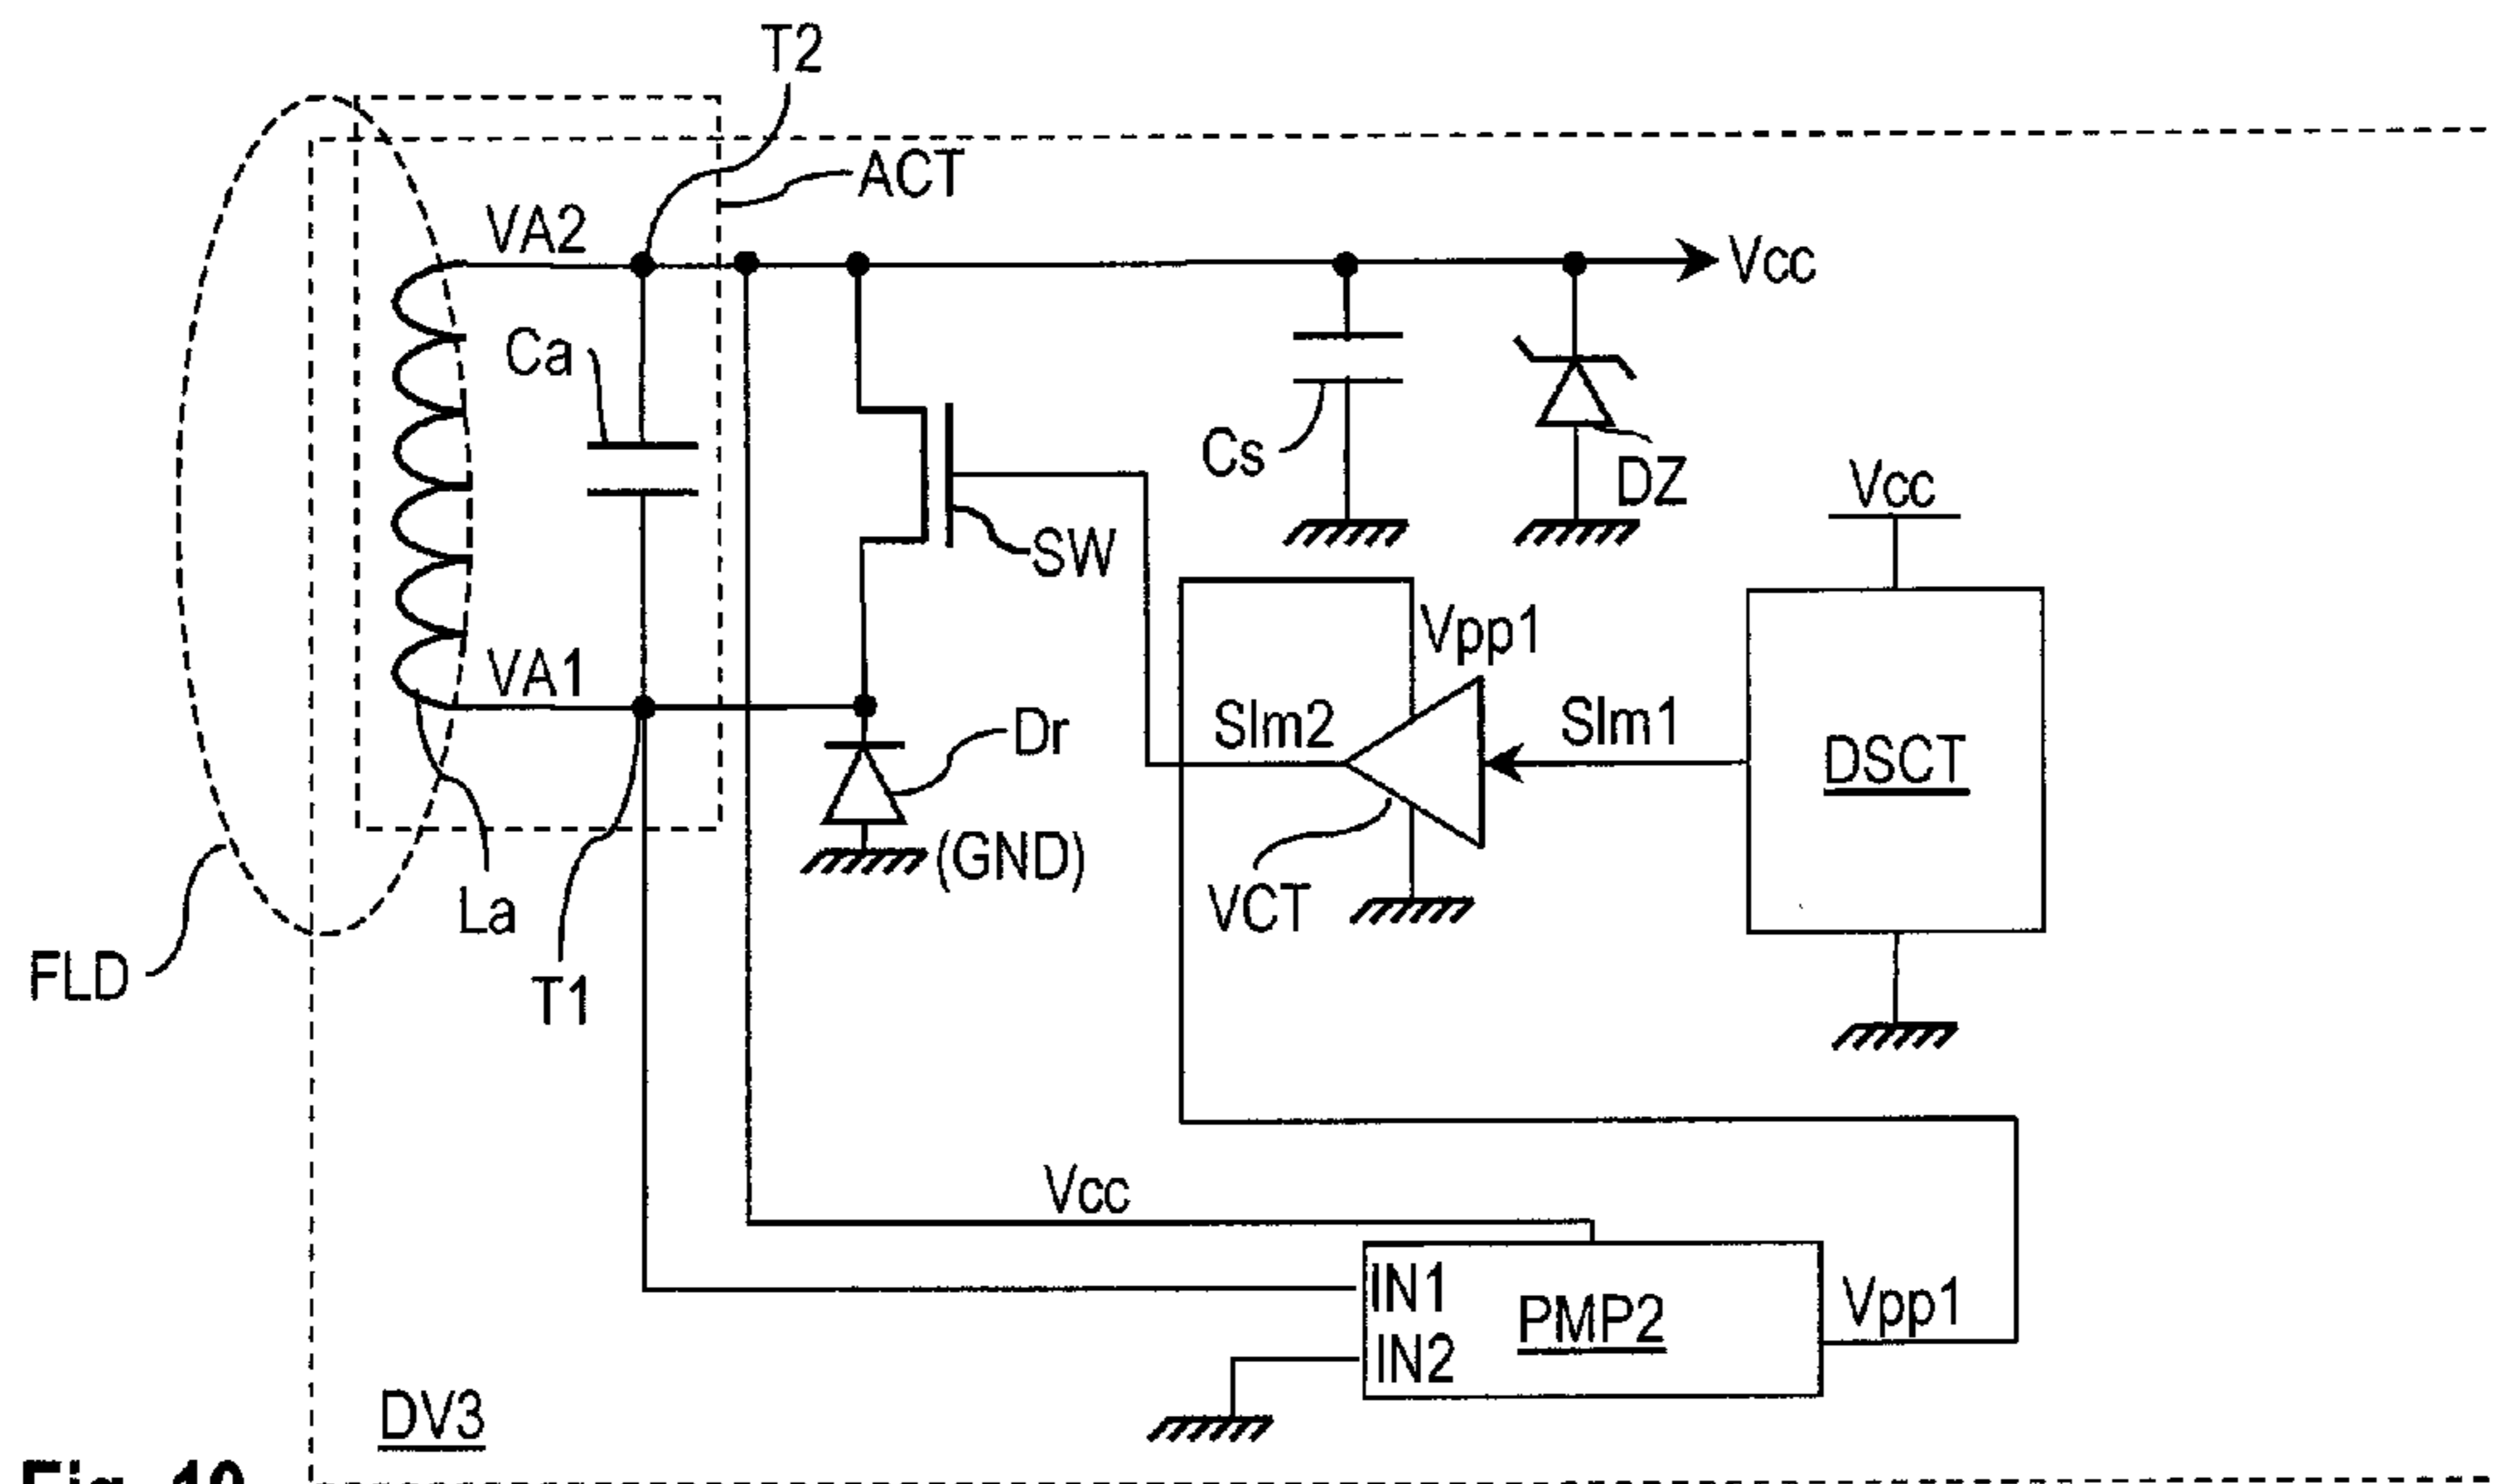 T2
ACT
VA2
Vcc
Ca
Cs
DZ
Vcc
SW
Vpp1
VA1
Slm2
Slm1
Dr
DSCT
(GND)
VCT
La
FLD
T1
Vcc
IN1
PMP2
Vpp1
IN2
DV3